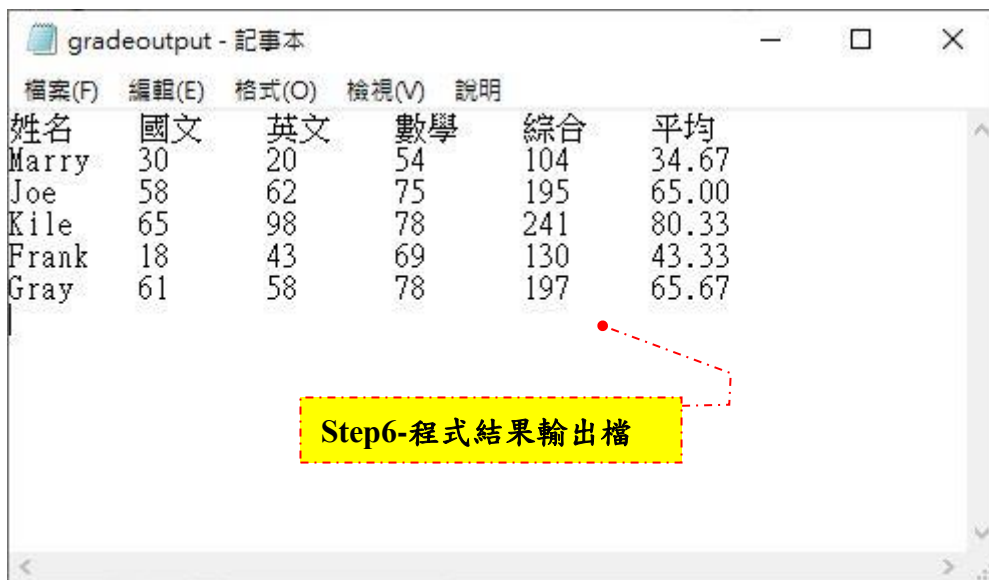 gradeoutput - 記事本
檔案(F) 編輯(E) 格式(O) 檢視(V) 說明
姓名 國文 英文 數學 綜合 平均
Marry 30 20 54 104 34.67
Joe 58 62 75 195 65.00
Kile 65 98 78 241 80.33
Frank 18 43 69 130 43.33
Gray 61 58 78 197 65.67
Step6-程式結果輸出檔